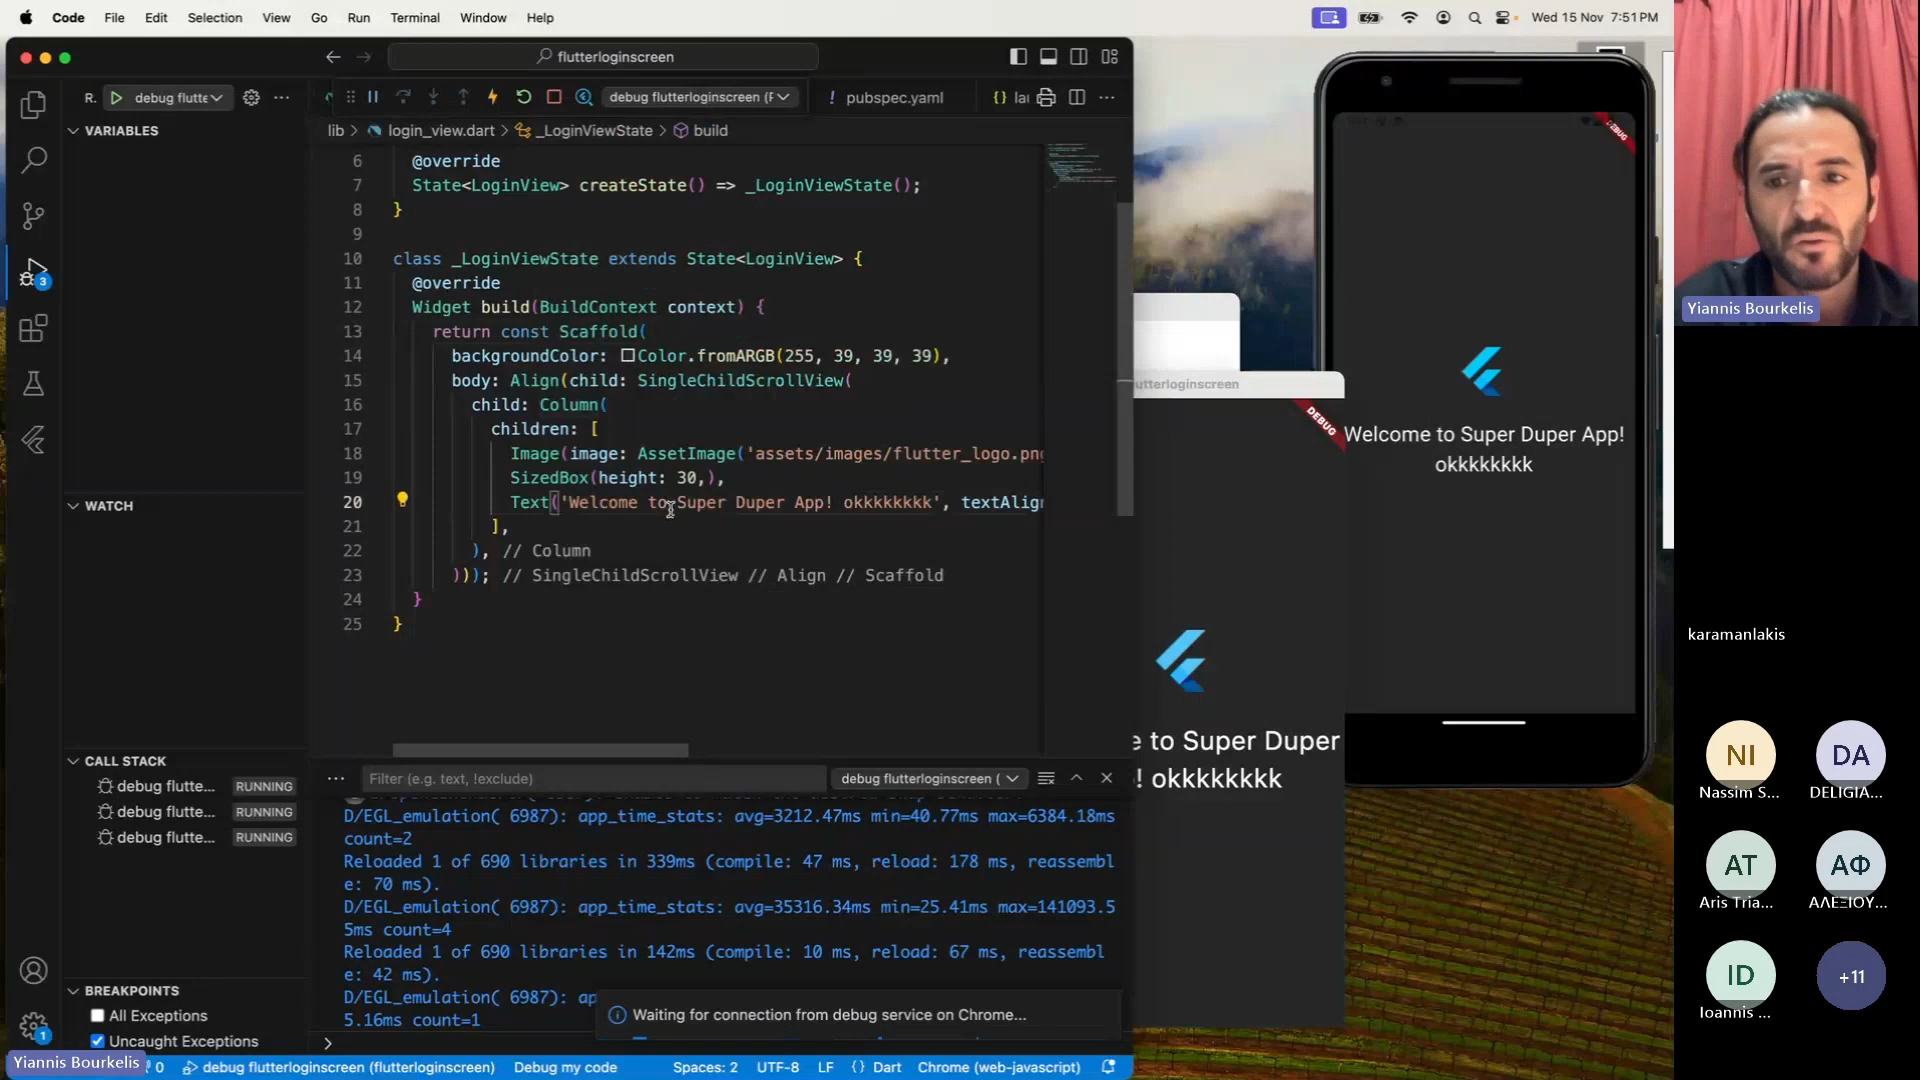 Code File Edit Selection View Go Run Terminal Window Help Wed 15 Nov 7:51 PM
flutterloginscreen
R. debug flutte
debug flutterloginscreen (F
pubspec.yaml
VARIABLES
lib > login_view.dart > _LoginViewState > build
6 @override
7 State<LoginView> createState() => _LoginViewState();
8 }
9
10 class _LoginViewState extends State<LoginView> {
11 @override
12 Widget build(BuildContext context) {
13 return const Scaffold(
14 backgroundColor: Color.fromARGB(255, 39, 39, 39),
15 body: Align(child: SingleChildScrollView(
16 child: Column(
17 children: [
18 Image(image: AssetImage('assets/images/flutter_logo.png
19 SizedBox(height: 30,),
20 Text('Welcome to Super Duper App! okkkkkkkk', textAlign
21 ],
22 ), // Column
23 ))); // SingleChildScrollView // Align // Scaffold
24 }
25 }
WATCH
CALL STACK
debug flutte... RUNNING
debug flutte... RUNNING
debug flutte... RUNNING
BREAKPOINTS
All Exceptions
Uncaught Exceptions
3
1
Filter (e.g. text, !exclude)
debug flutterloginscreen (
D/EGL_emulation( 6987): app_time_stats: avg=3212.47ms min=40.77ms max=6384.18ms
count=2
Reloaded 1 of 690 libraries in 339ms (compile: 47 ms, reload: 178 ms, reassembl
e: 70 ms).
D/EGL_emulation( 6987): app_time_stats: avg=35316.34ms min=25.41ms max=141093.5
5ms count=4
Reloaded 1 of 690 libraries in 142ms (compile: 10 ms, reload: 67 ms, reassembl
e: 42 ms).
D/EGL_emulation( 6987): ap
5.16ms count=1
Waiting for connection from debug service on Chrome...
Yiannis Bourkelis
0 debug flutterloginscreen (flutterloginscreen) Debug my code Spaces: 2 UTF-8 LF {} Dart Chrome (web-javascript)
utterloginscreen
DEBUG
e to Super Duper
! okkkkkkkk
DEBUG
Welcome to Super Duper App!
okkkkkkkk
Yiannis Bourkelis
karamanlakis
NI
Nassim S...
DA
DELIGIA...
AT
Aris Tria...
ΑΦ
ΑΛΕΞΙΟΥ...
ID
Ioannis ...
+11